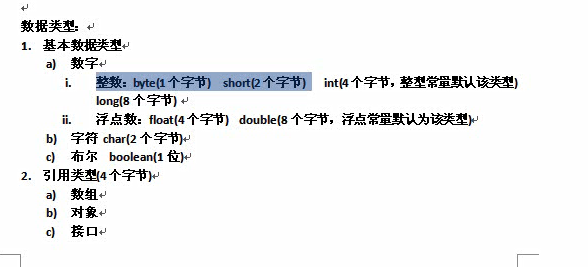 数据类型:
1. 基本数据类型
a) 数字
i. 整数:byte(1个字节) short(2个字节) int(4个字节,整型常量默认该类型)
long(8个字节)
ii. 浮点数:float(4个字节) double(8个字节,浮点常量默认为该类型)
b) 字符 char(2个字节)
c) 布尔 boolean(1位)
2. 引用类型(4个字节)
a) 数组
b) 对象
c) 接口